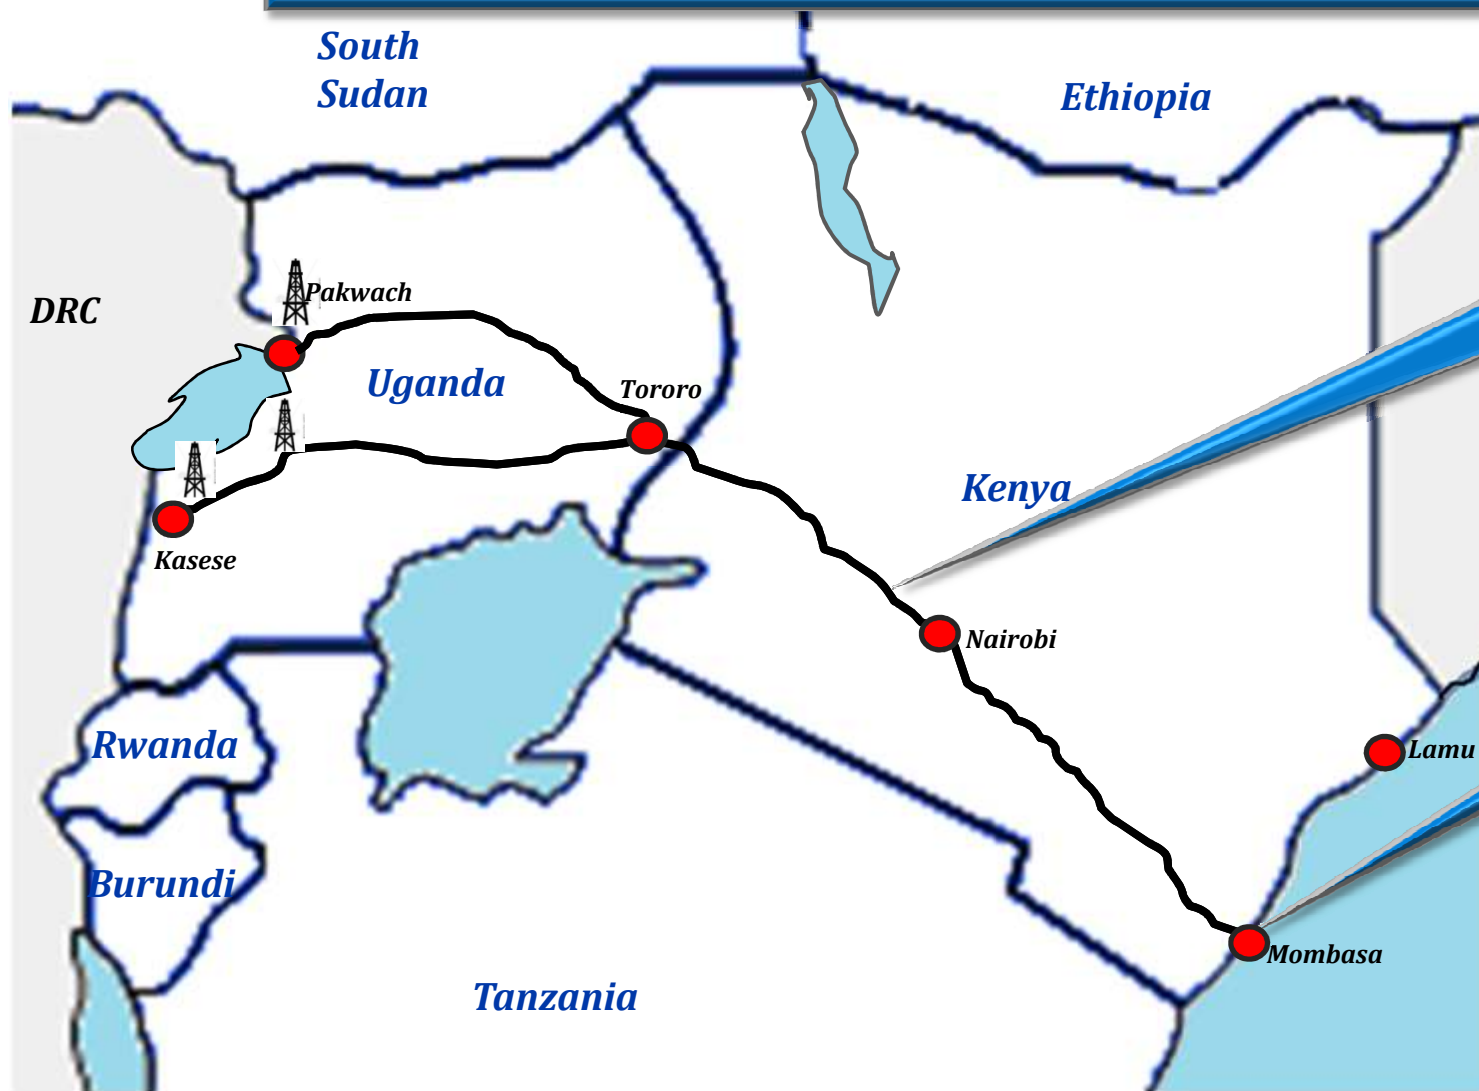 South
Sudan
Ethiopia
Pakwach
DRC
Uganda
Tororo
Kenya
Kasese
Nairobi
Rwanda
Lamu
Burundi
Mombasa
Tanzania